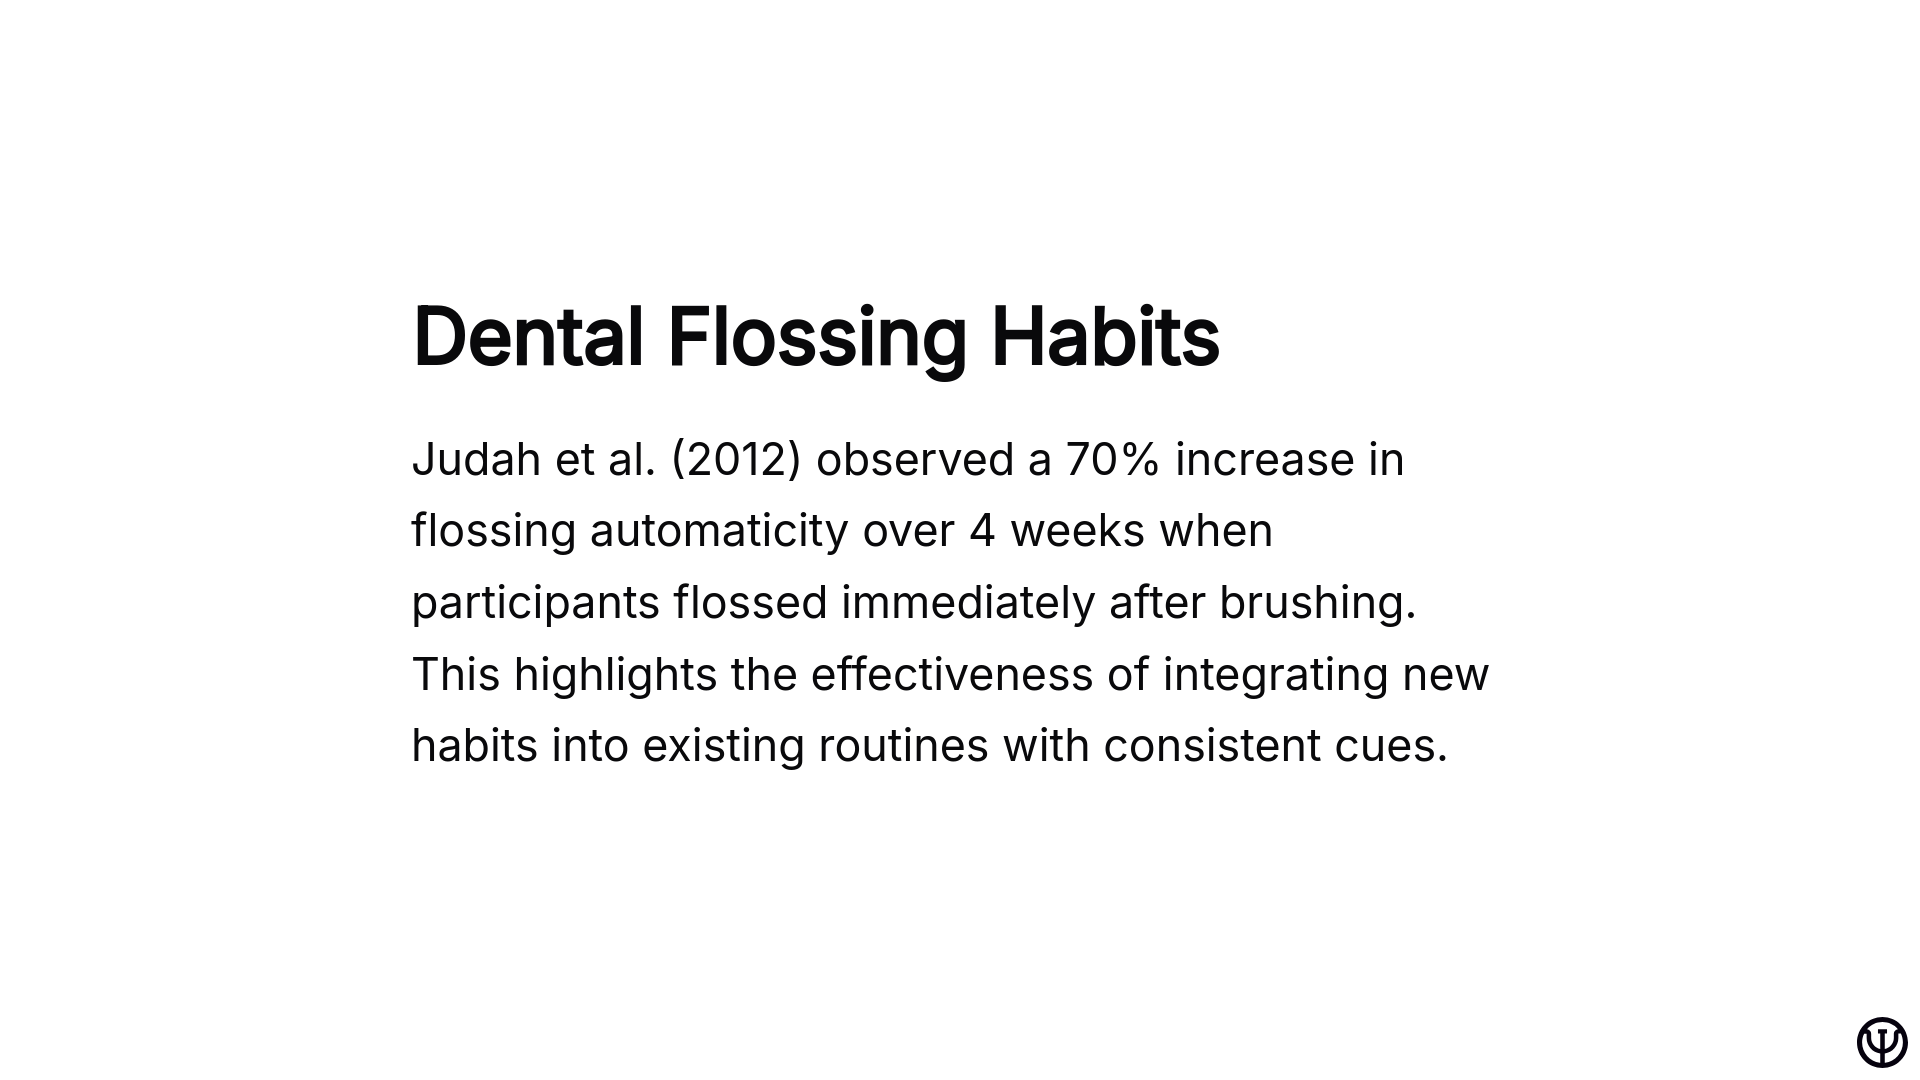 Dental Flossing Habits
Judah et al. (2012) observed a 70% increase in
flossing automaticity over 4 weeks when
participants flossed immediately after brushing.
This highlights the effectiveness of integrating new
habits into existing routines with consistent cues.